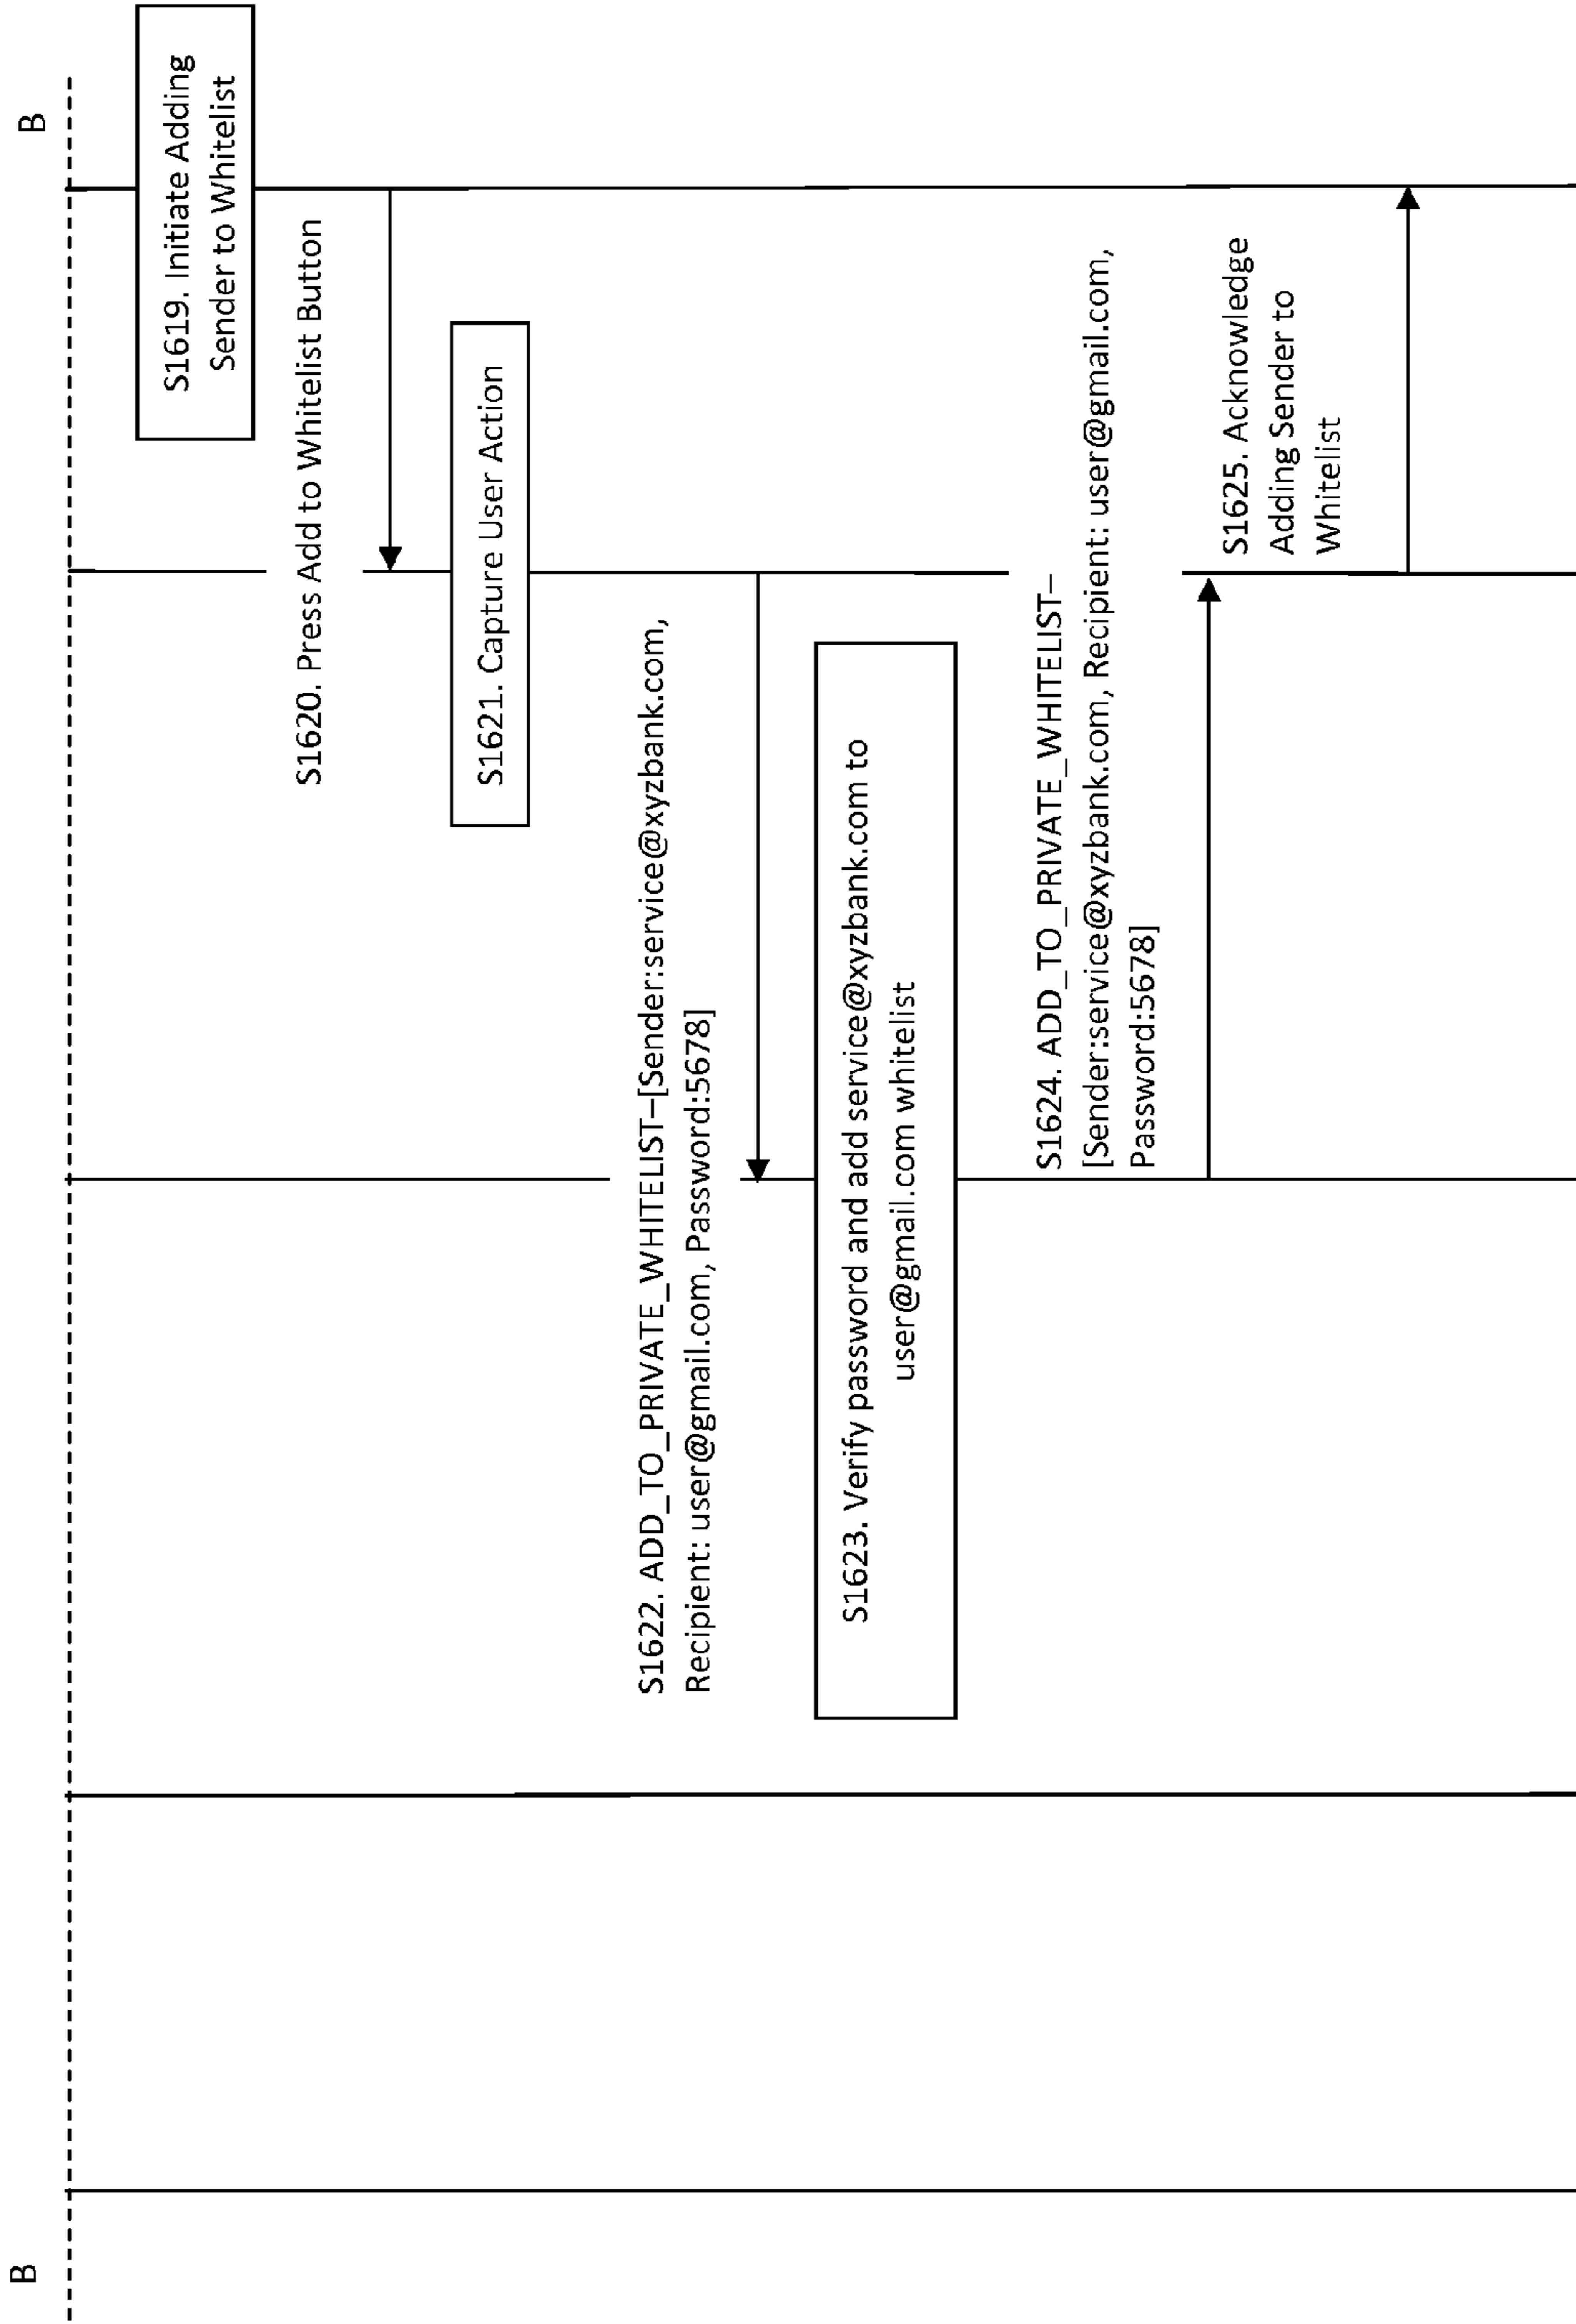 B
B
S1619. Initiate Adding
Sender to Whitelist
S1620. Press Add to Whitelist Button
S1621. Capture User Action
S1622. ADD_TO_PRIVATE_WHITELIST–[Sender:service@xyzbank.com,
Recipient: user@gmail.com, Password:5678]
S1623. Verify password and add service@xyzbank.com to
user@gmail.com whitelist
S1624. ADD_TO_PRIVATE_WHITELIST–
[Sender:service@xyzbank.com, Recipient: user@gmail.com,
Password:5678]
S1625. Acknowledge
Adding Sender to
Whitelist